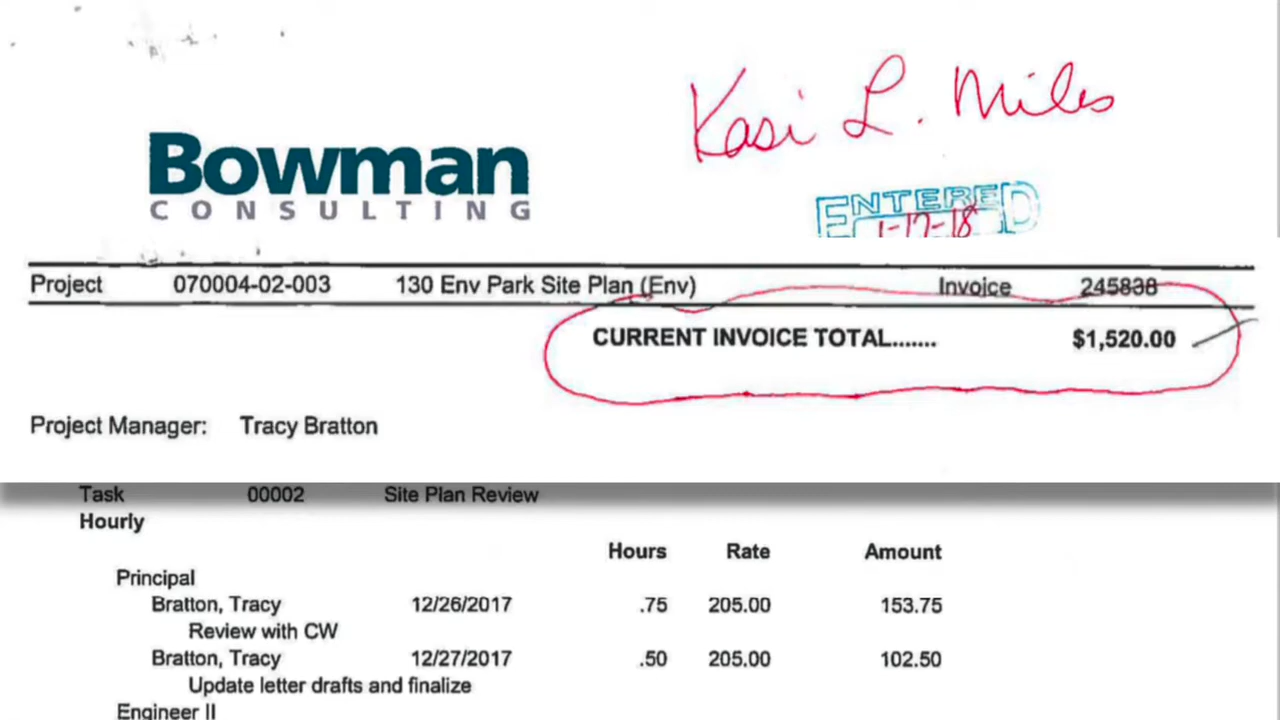 Kasi L. Miles
Bowman
CONSULTING
ENTERED
1-17-18
Project 070004-02-003 130 Env Park Site Plan (Env) Invoice 245838
CURRENT INVOICE TOTAL....... $1,520.00
Project Manager: Tracy Bratton
Task 00002 Site Plan Review
Hourly
Hours Rate Amount
Principal
Bratton, Tracy 12/26/2017 .75 205.00 153.75
Review with CW
Bratton, Tracy 12/27/2017 .50 205.00 102.50
Update letter drafts and finalize
Engineer II